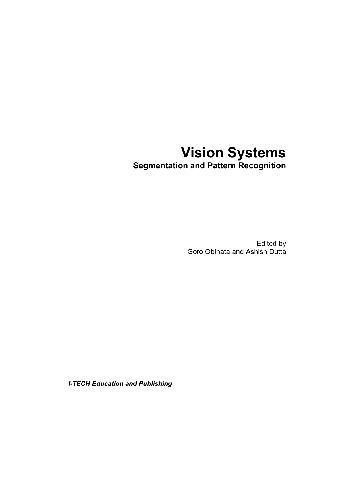 Vision Systems
Segmentation and Pattern Recognition
Edited by
Goro Obinata and Ashish Dutta
I-TECH Education and Publishing